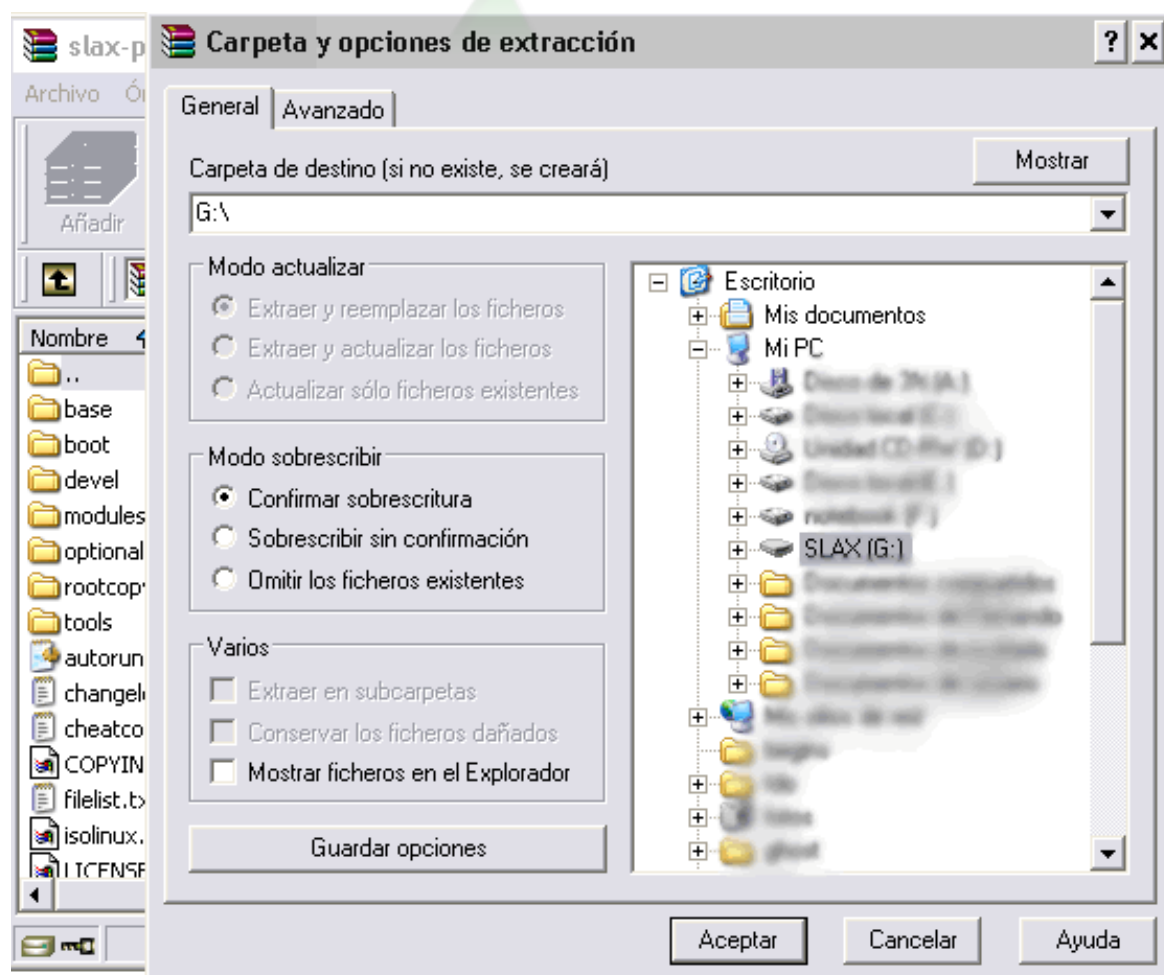 slax-p
Carpeta y opciones de extracción
Archivo
General
Avanzado
Añadir
Carpeta de destino (si no existe, se creará)
Mostrar
G:\
Nombre
..
base
boot
devel
modules
optional
rootcop
tools
autorun
changel
cheatco
COPYIN
filelist.tx
isolinux.
LICENSE
Modo actualizar
Extraer y reemplazar los ficheros
Extraer y actualizar los ficheros
Actualizar sólo ficheros existentes
Modo sobrescribir
Confirmar sobrescritura
Sobrescribir sin confirmación
Omitir los ficheros existentes
Varios
Extraer en subcarpetas
Conservar los ficheros dañados
Mostrar ficheros en el Explorador
Guardar opciones
Escritorio
Mis documentos
Mi PC
SLAX (G:)
Aceptar
Cancelar
Ayuda